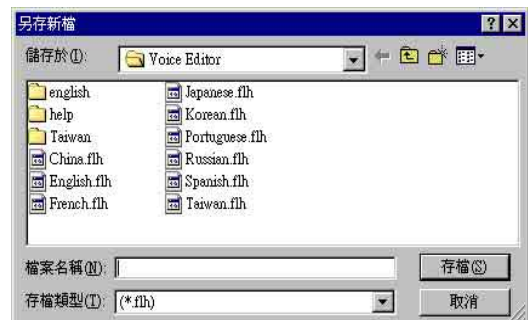 另存新檔
儲存於(I):
Voice Editor
english
help
Taiwan
China.flh
English.flh
French.flh
Japanese.flh
Korean.flh
Portuguese.flh
Russian.flh
Spanish.flh
Taiwan.flh
檔案名稱(N):
存檔(S)
存檔類型(T):
(*.flh)
取消